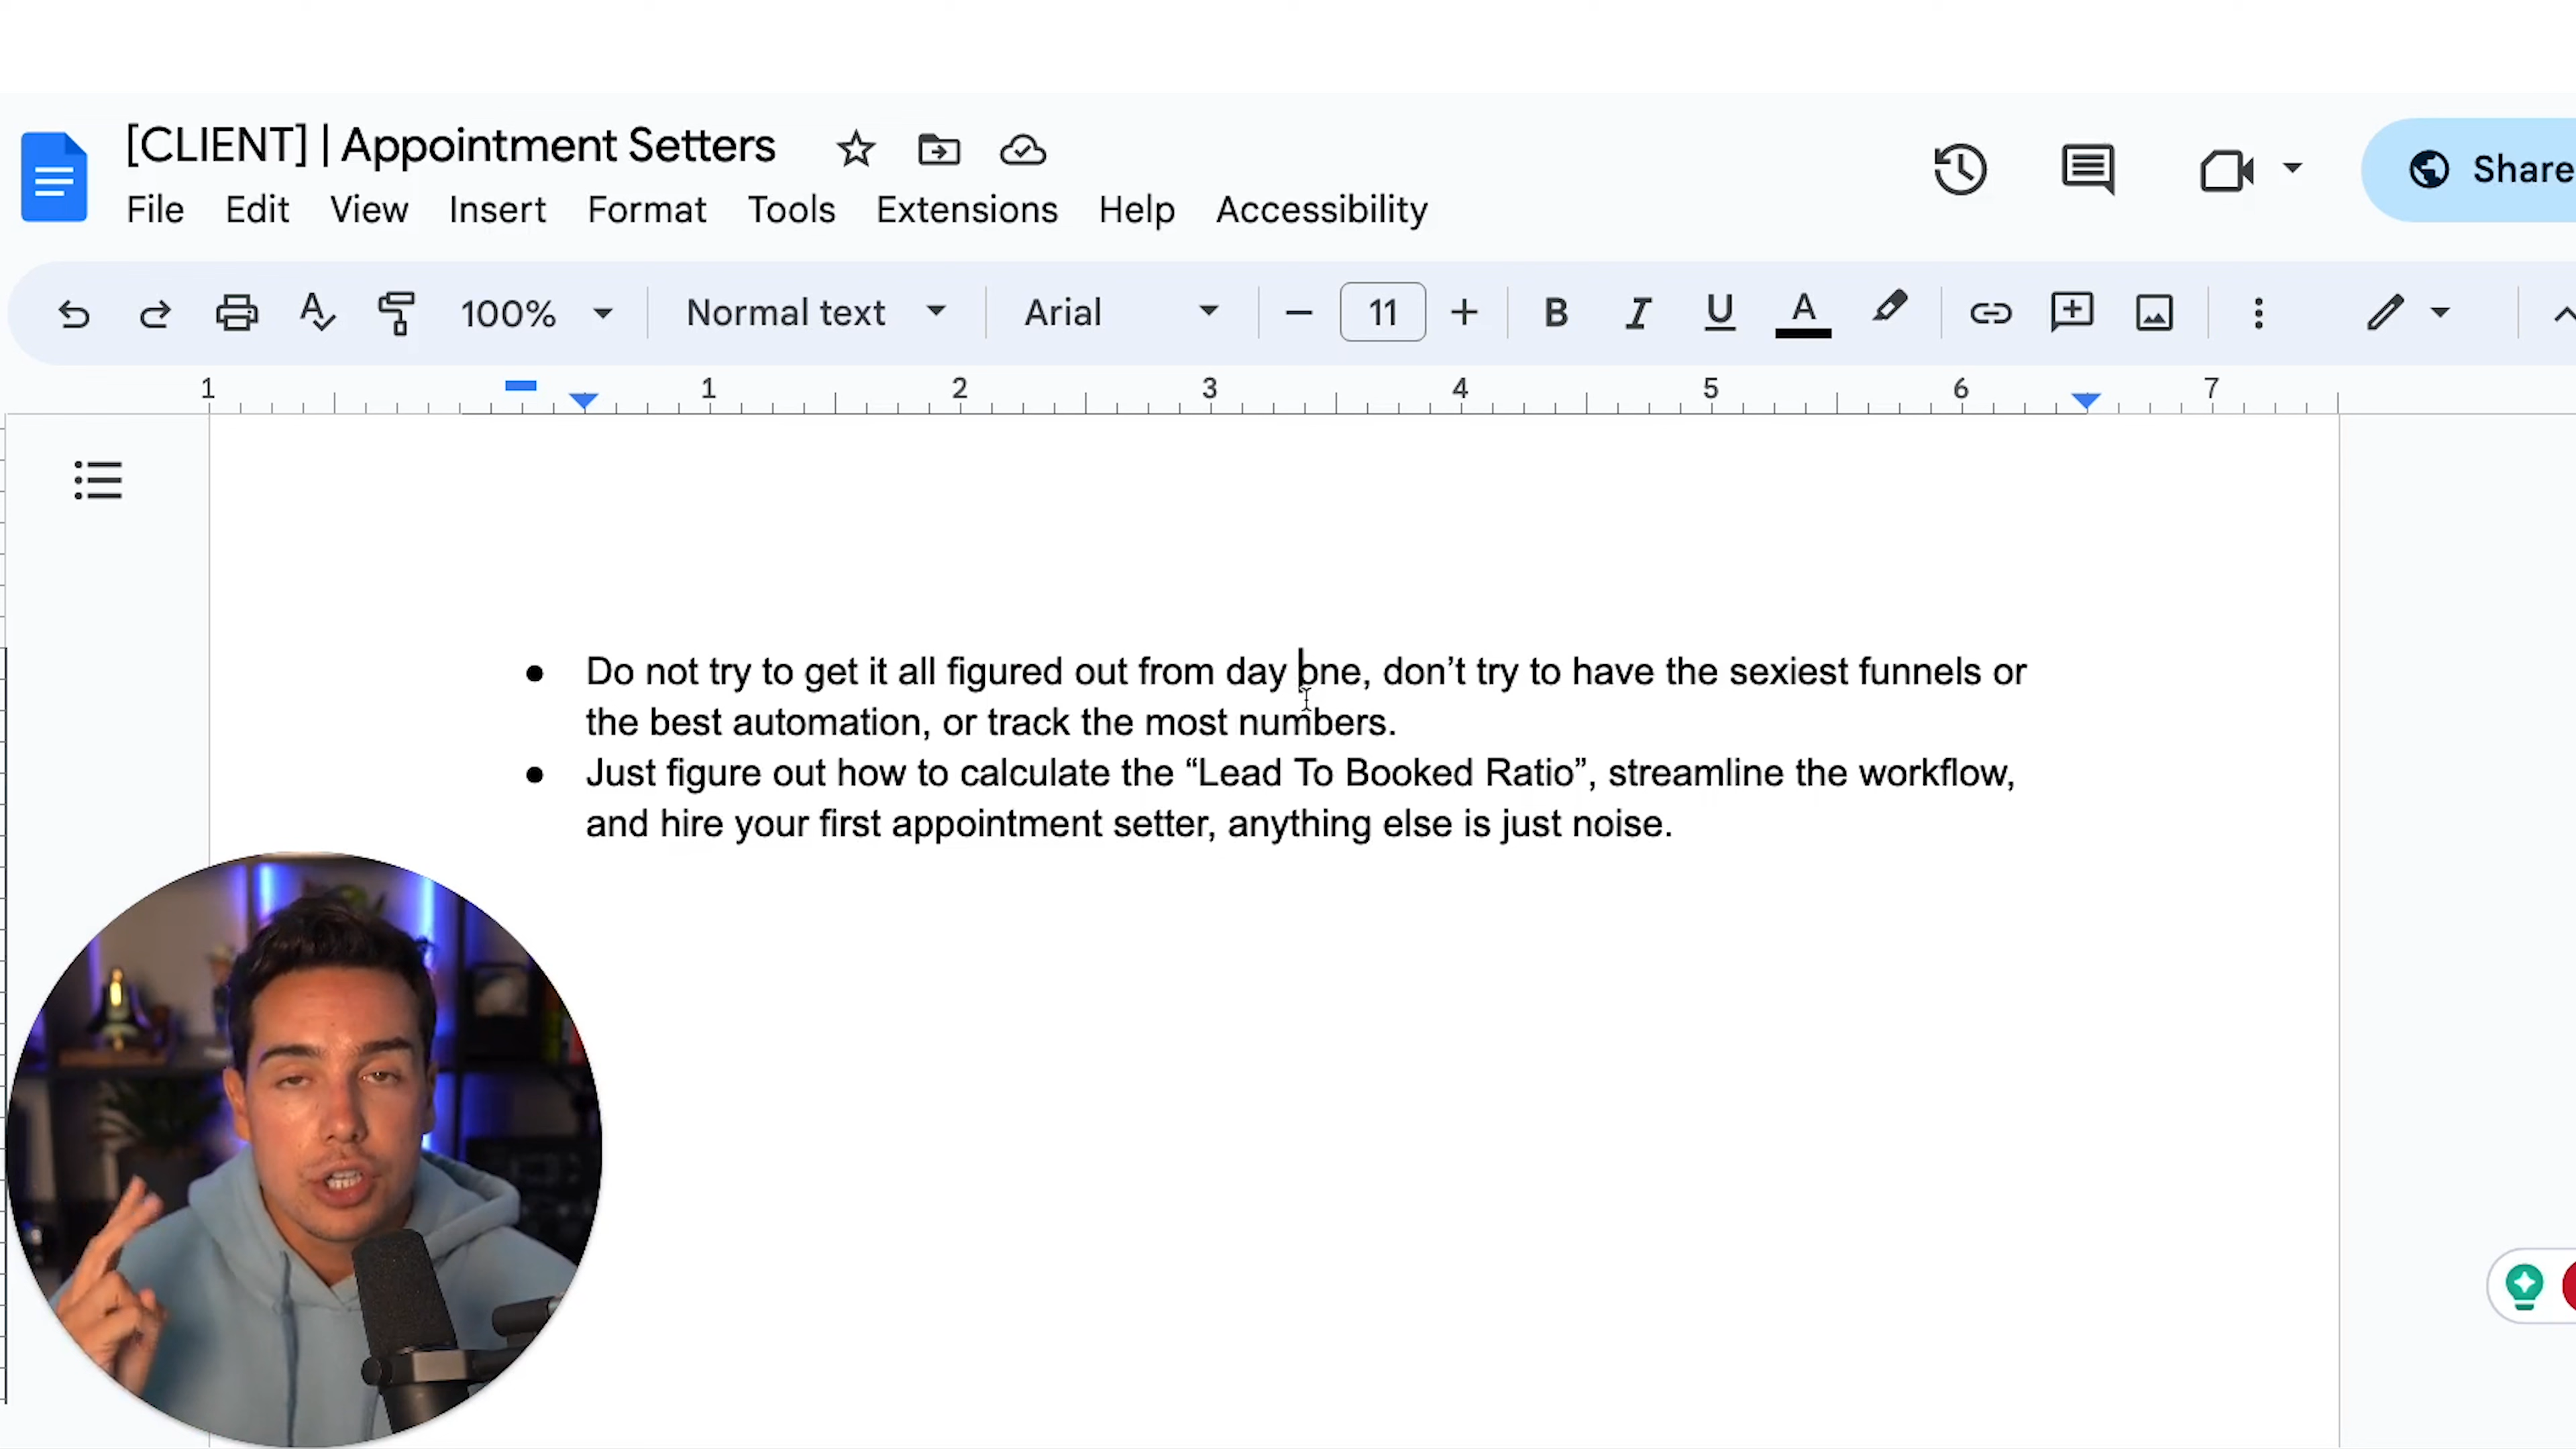 [CLIENT] | Appointment Setters
File Edit View Insert Format Tools Extensions Help Accessibility
Share
100% Normal text Arial 11 B I U A
1 1 2 3 4 5 6 7
● Do not try to get it all figured out from day one, don’t try to have the sexiest funnels or
the best automation, or track the most numbers.
● Just figure out how to calculate the “Lead To Booked Ratio”, streamline the workflow,
and hire your first appointment setter, anything else is just noise.